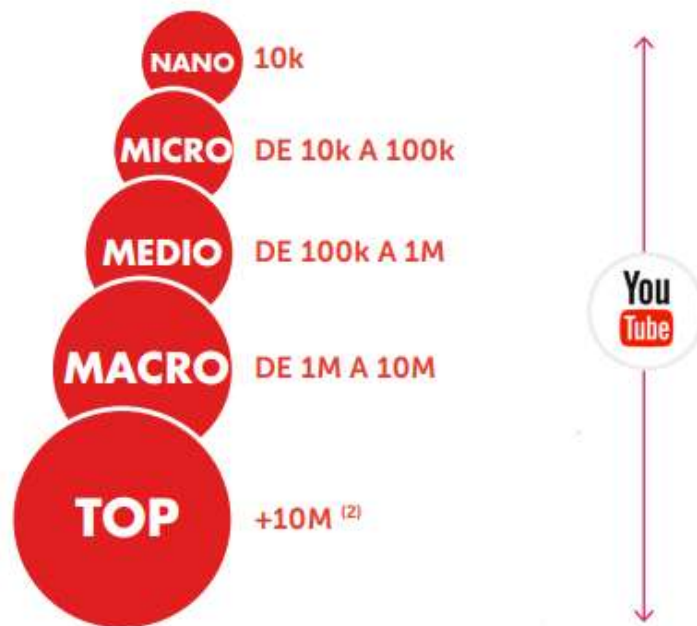 NANO 10k
MICRO DE 10k A 100k
MEDIO DE 100k A 1M
You
Tube
MACRO DE 1M A 10M
TOP +10M (2)